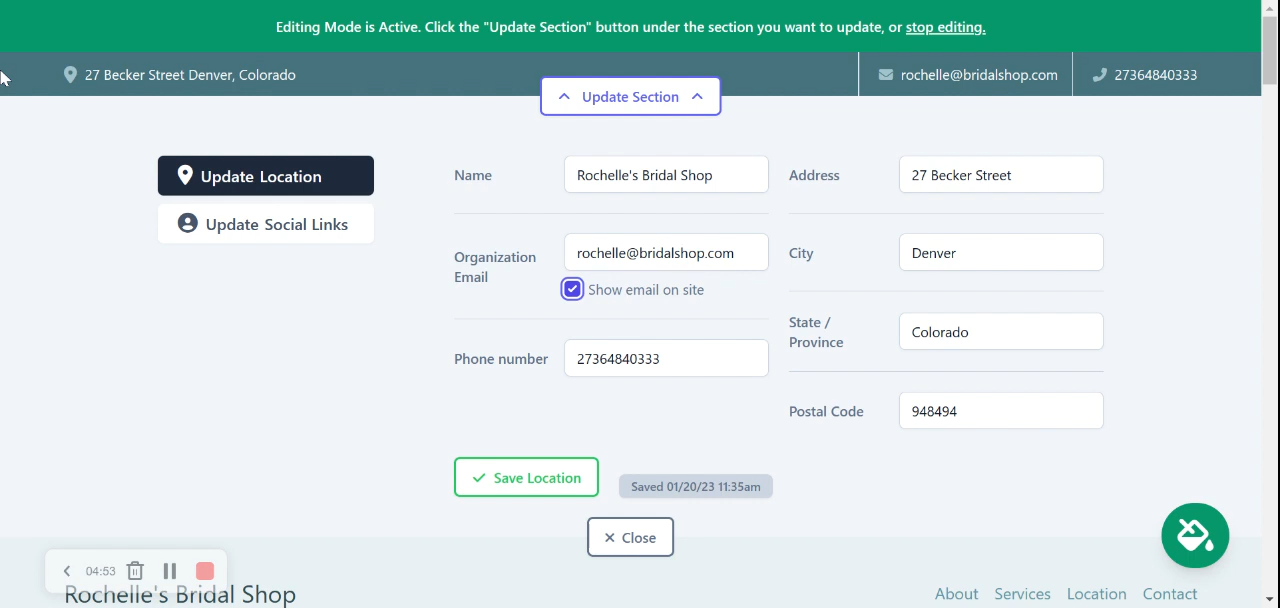 Editing Mode is Active. Click the "Update Section" button under the section you want to update, or stop editing.
27 Becker Street Denver, Colorado
rochelle@bridalshop.com
27364840333
Update Section
Update Location
Update Social Links
Name
Rochelle's Bridal Shop
Address
27 Becker Street
Organization
Email
rochelle@bridalshop.com
Show email on site
City
Denver
State /
Province
Colorado
Phone number
27364840333
Postal Code
948494
Save Location
Saved 01/20/23 11:35am
Close
04:53
Rochelle's Bridal Shop
About
Services
Location
Contact